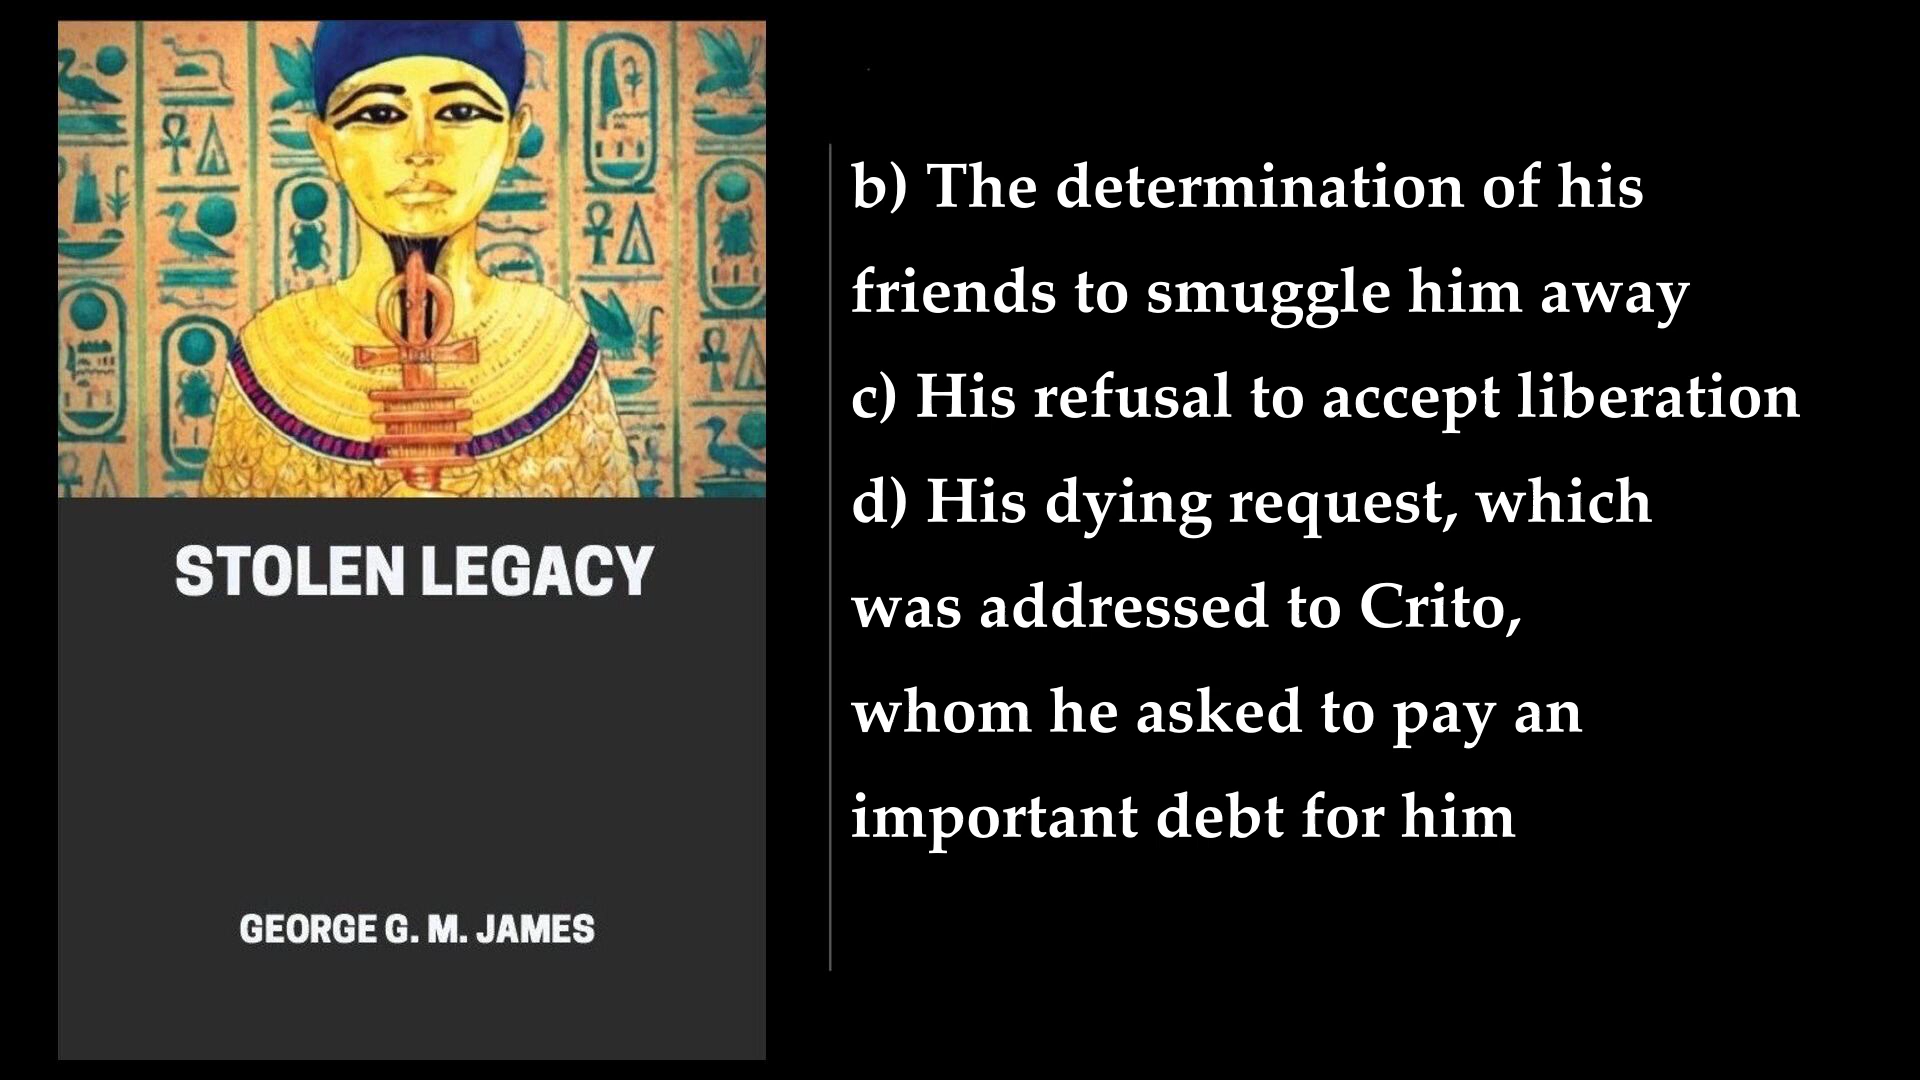 STOLEN LEGACY
GEORGE G. M. JAMES
b) The determination of his
friends to smuggle him away
c) His refusal to accept liberation
d) His dying request, which
was addressed to Crito,
whom he asked to pay an
important debt for him